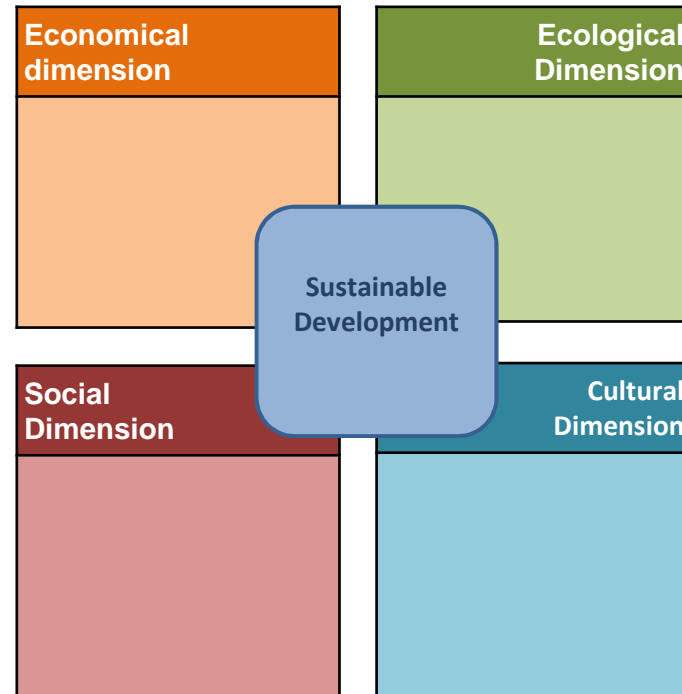 Economical
dimension
Ecological
Dimension
Sustainable
Development
Social
Dimension
Cultural
Dimension